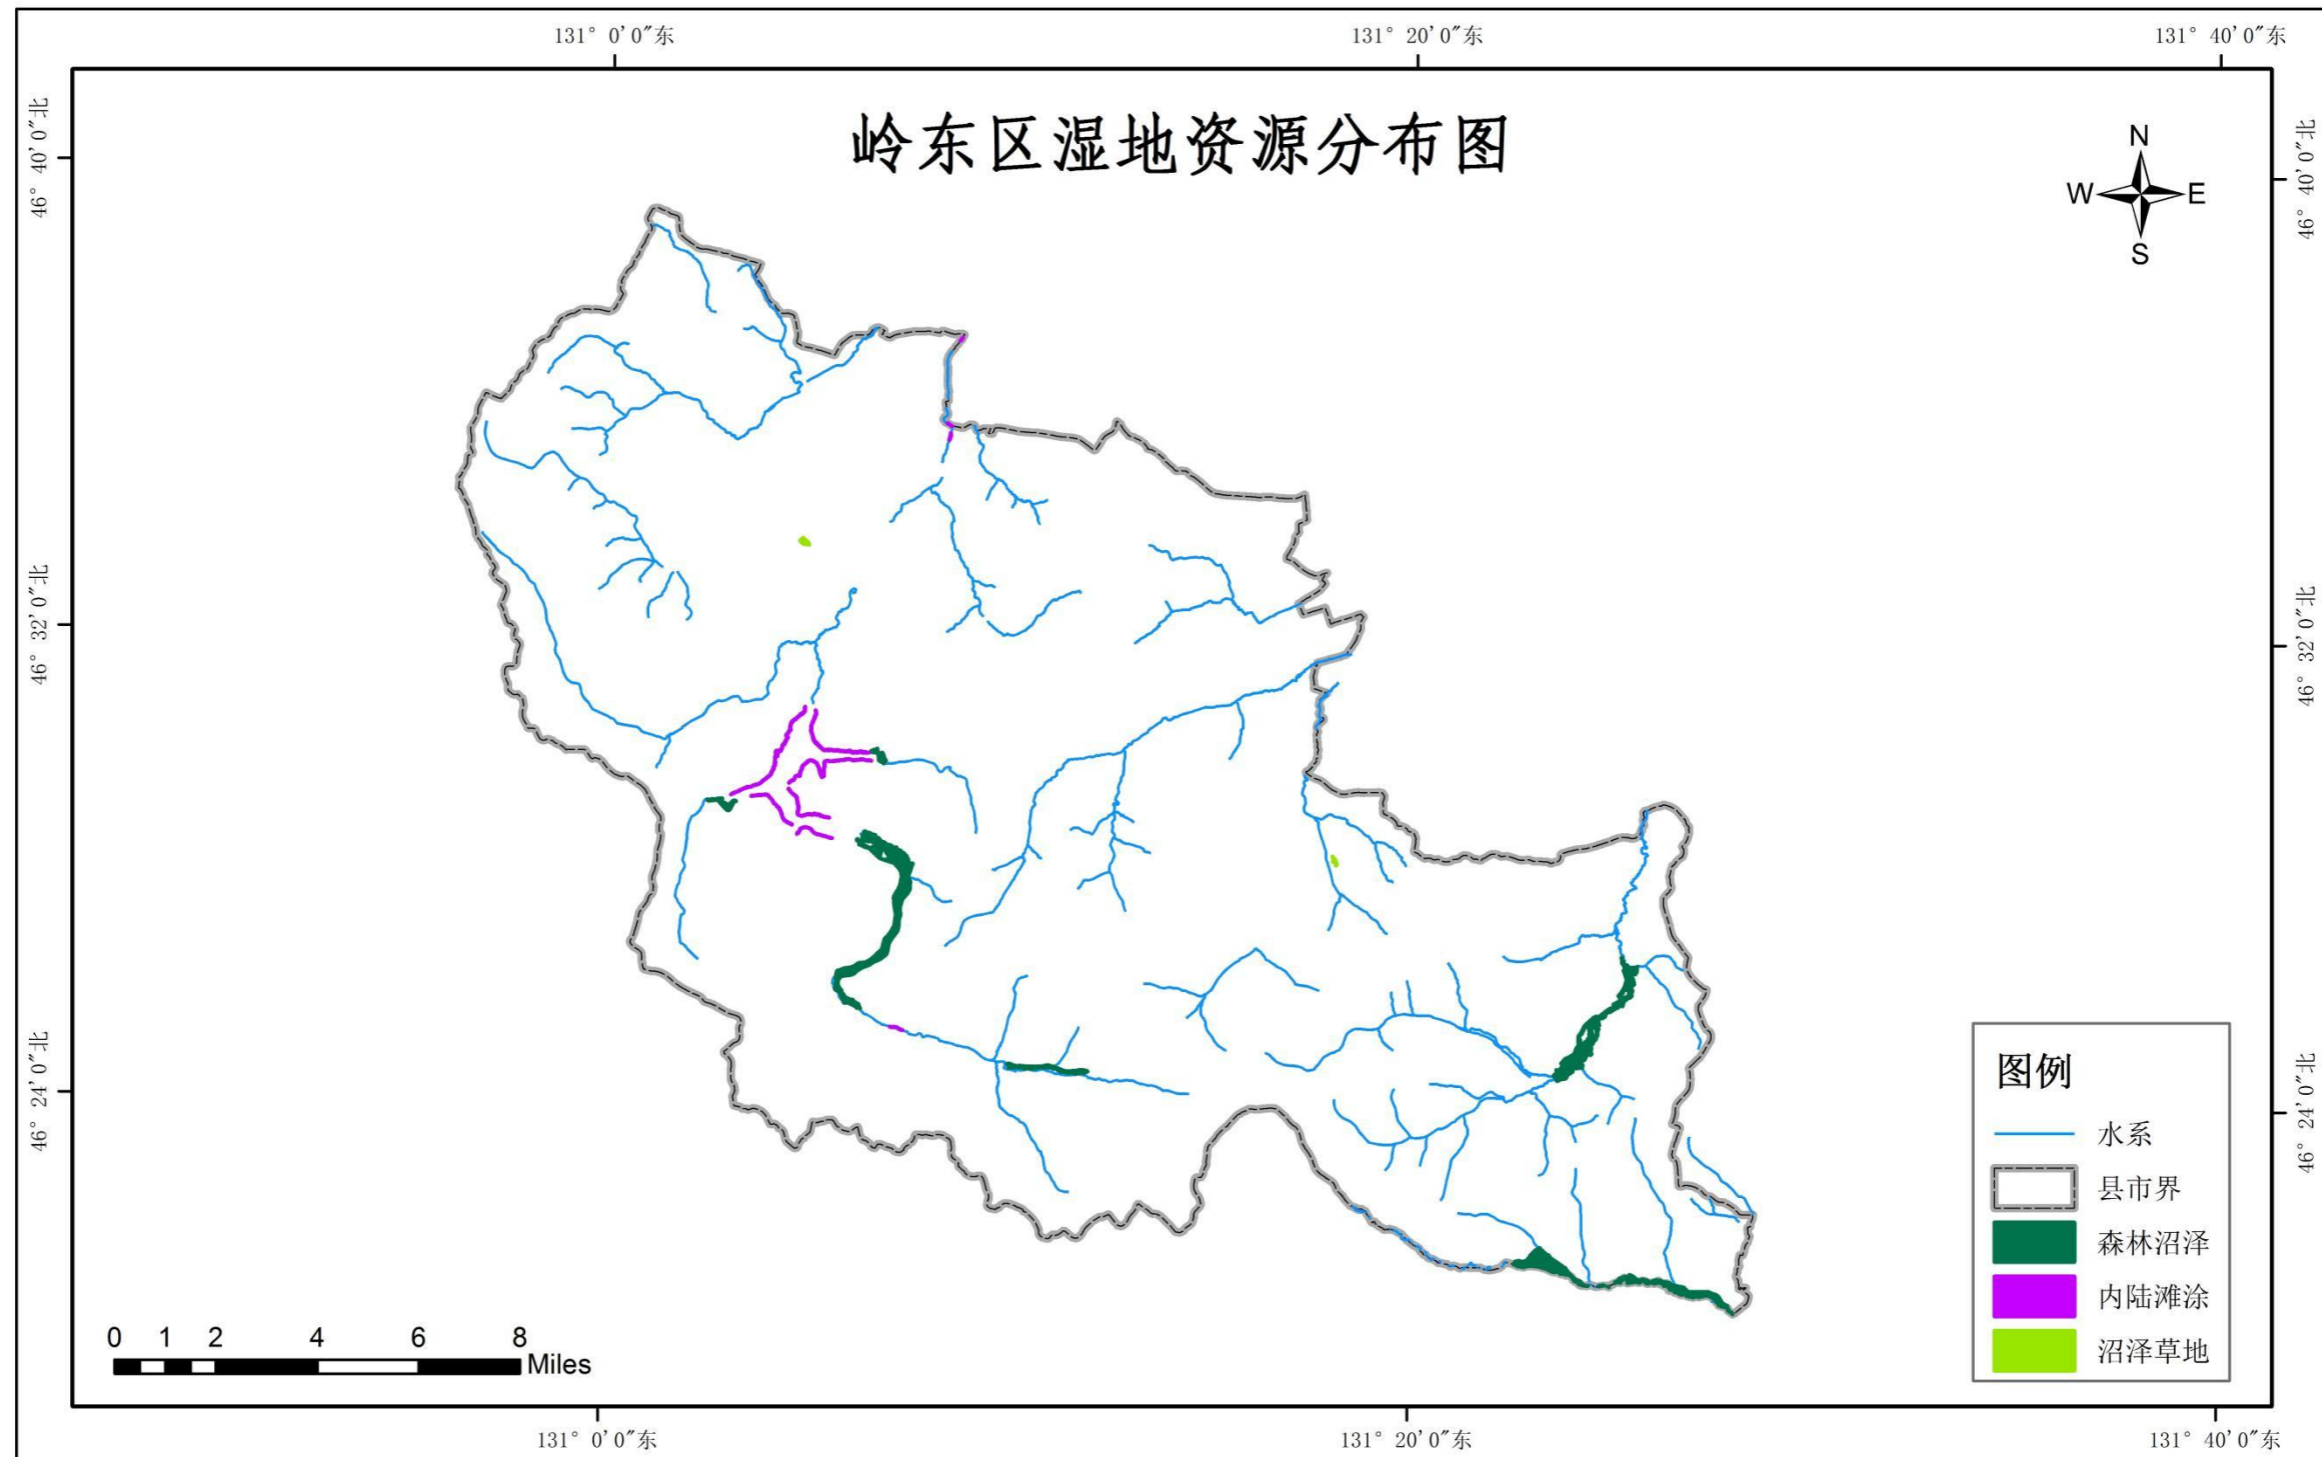 131° 0'0″东
131° 20'0″东
131° 40'0″东
岭东区湿地资源分布图
46° 40'0″北
46° 40'0″北
N
W
E
S
46° 32'0″北
46° 32'0″北
46° 24'0″北
46° 24'0″北
图例
水系
县市界
森林沼泽
内陆滩涂
沼泽草地
0 1 2 4 6 8
Miles
131° 0'0″东
131° 20'0″东
131° 40'0″东